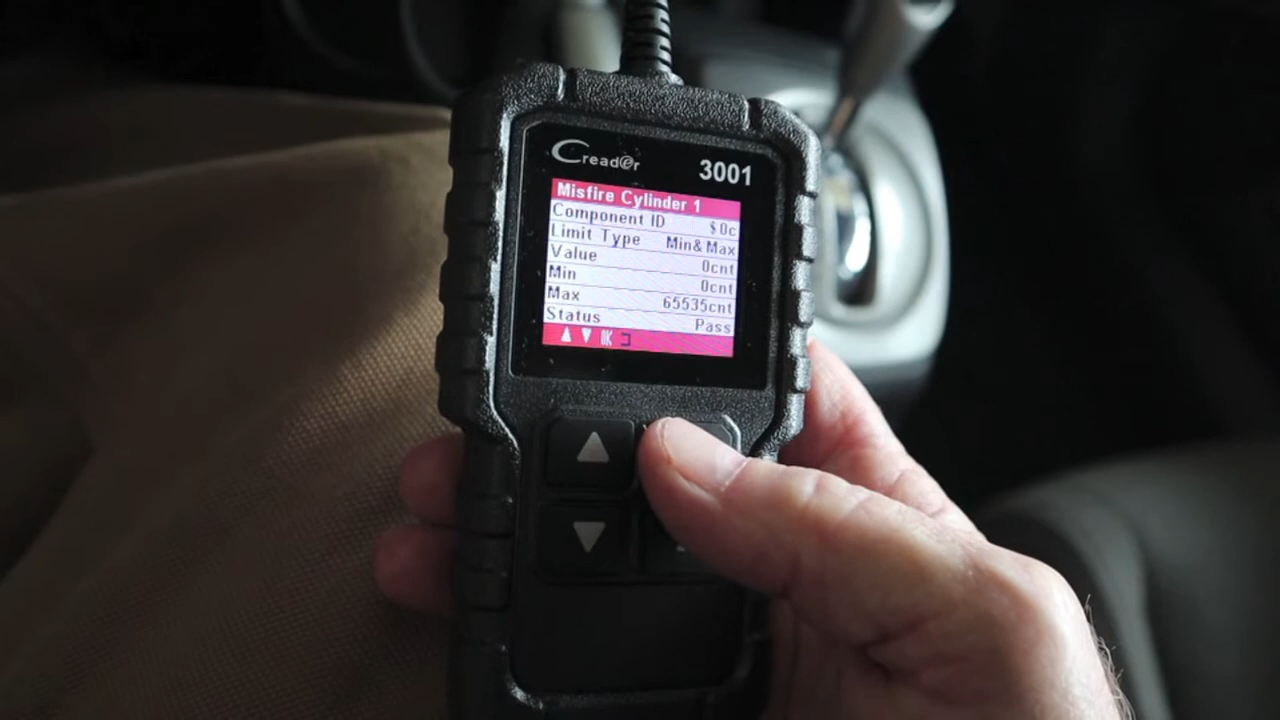 Creader 3001
Misfire Cylinder 1
Component ID $0c
Limit Type Min&Max
Value 0cnt
Min 0cnt
Max 65535cnt
Status Pass
OK